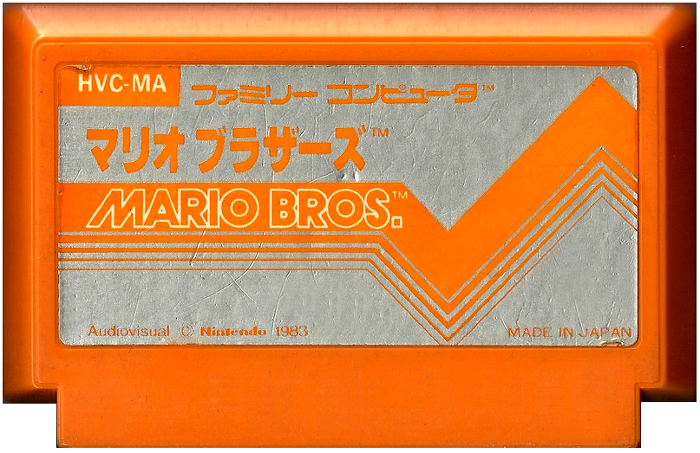 HVC-MA
ファミリー コンピュータ™
マリオ ブラザーズ™
MARIO BROS.™
Audiovisual © Nintendo 1983
MADE IN JAPAN